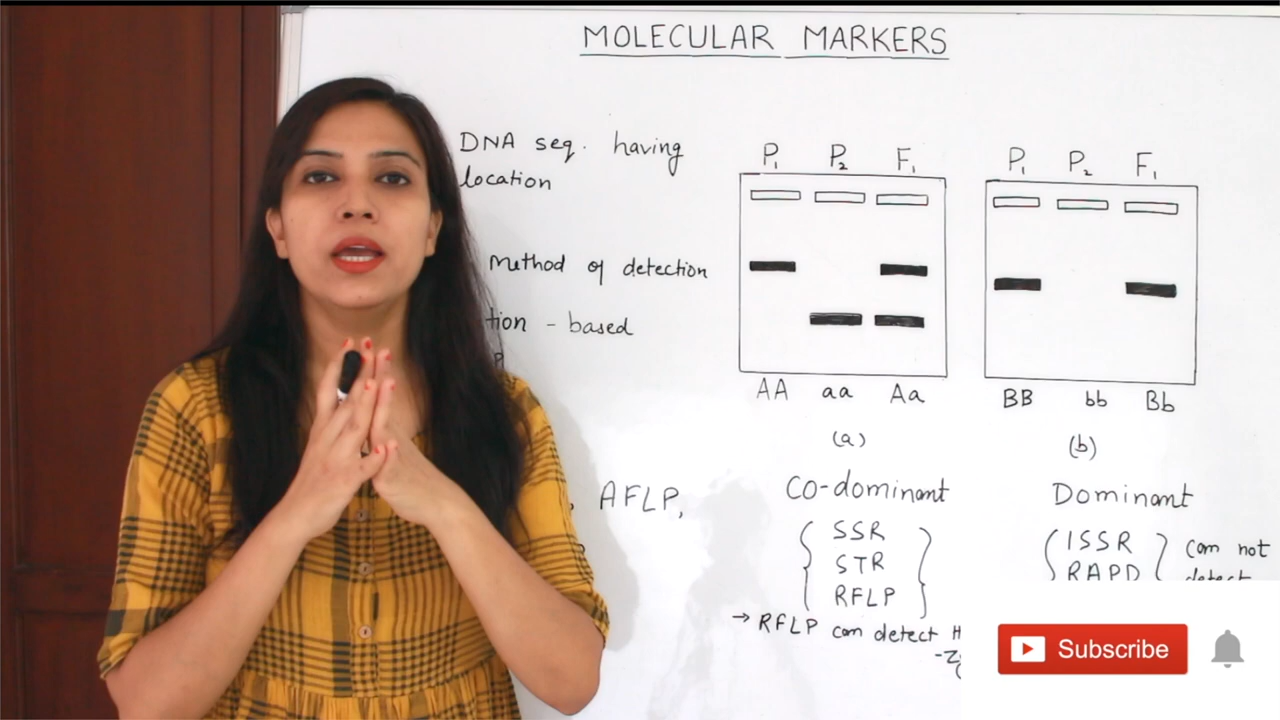 MOLECULAR MARKERS
DNA seq. having
location
Method of detection
tion - based
AFLP,
P1 P2 F1
AA aa Aa
(a)
Co-dominant
SSR
STR
RFLP
→ RFLP can detect H
P1 P2 F1
BB bb Bb
(b)
Dominant
ISSR
RAPD
can not
detect
Subscribe